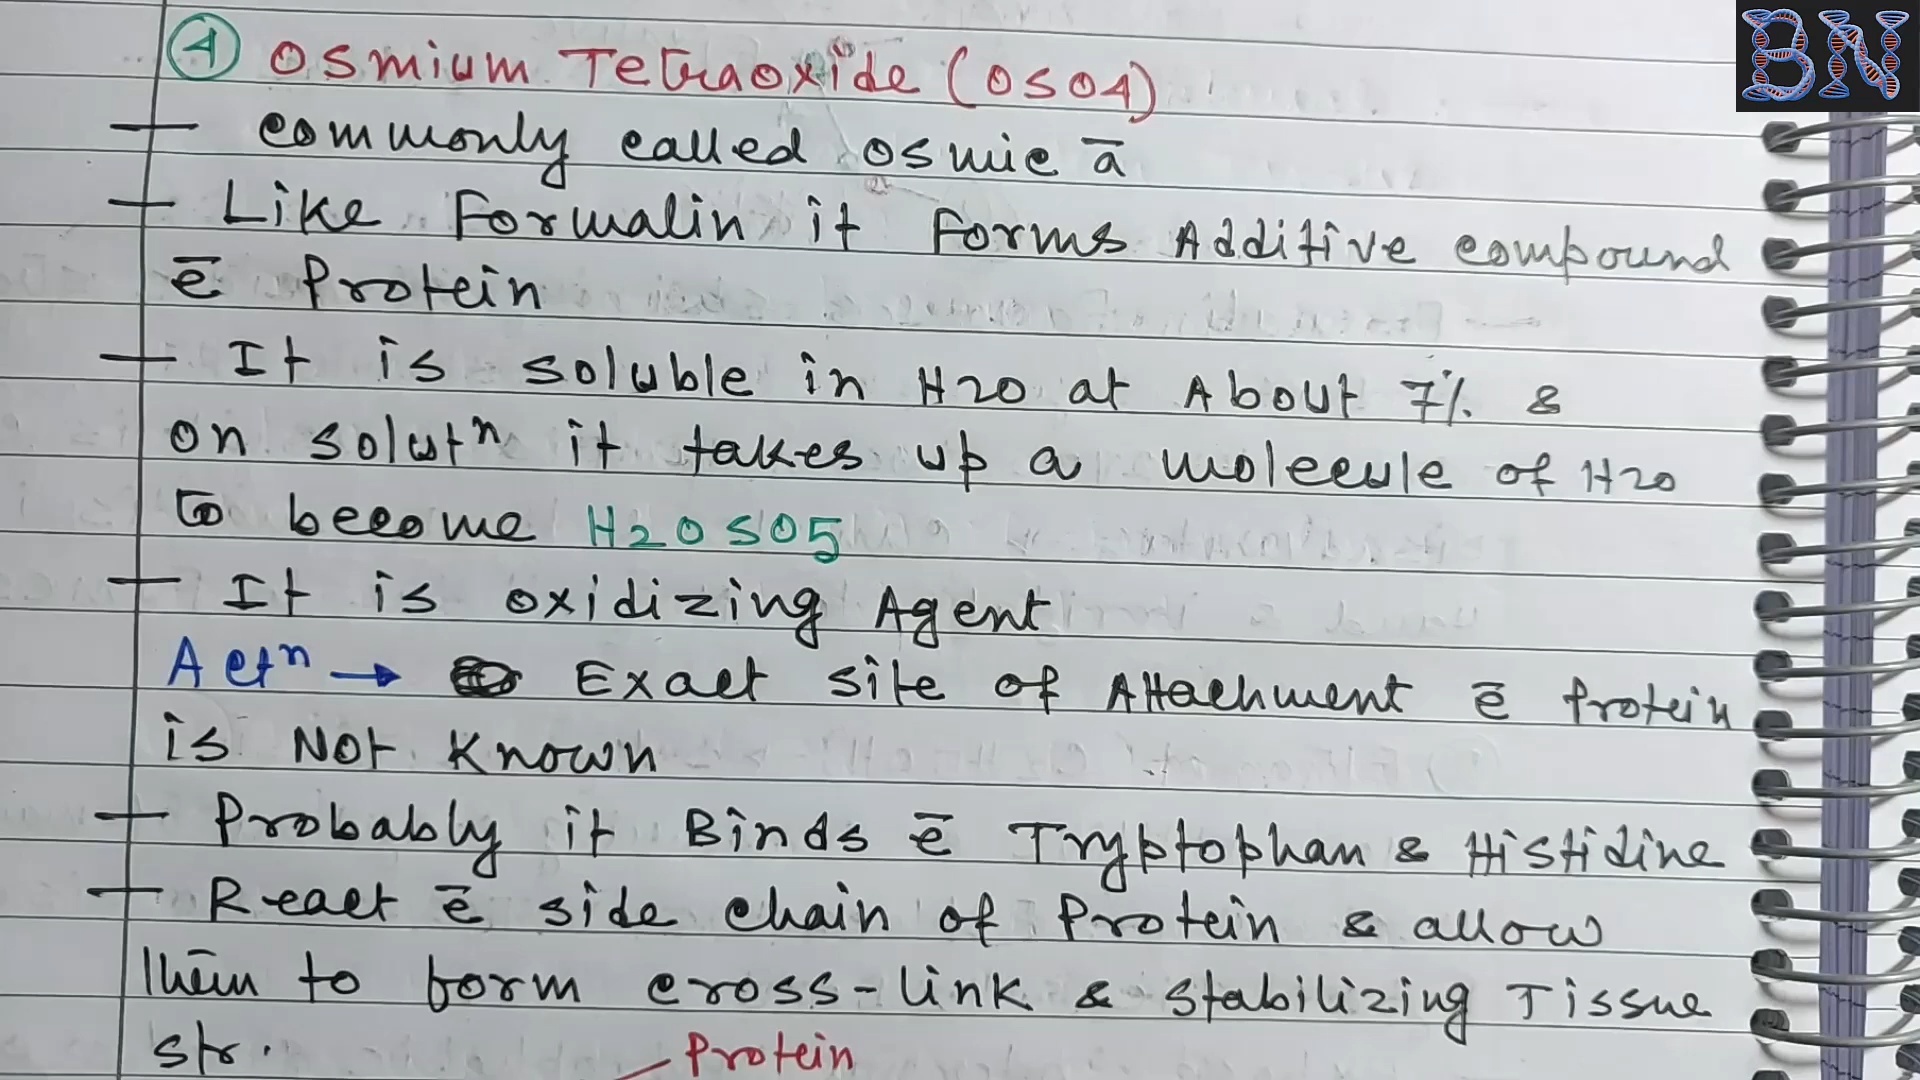 ④ Osmium Tetraoxide (OSO4)
— commonly called osmic ā
— Like Formalin it Forms Additive compound
c̄ Protein
— It is soluble in H2O at About 7% &
on solutⁿ it takes up a molecule of H2O
to become H2OSO5
— It is oxidizing Agent
Actⁿ → Exact site of Attachment c̄ Protein
is Not Known
— Probably it Binds c̄ Tryptophan & Histidine
— React c̄ side chain of Protein & allow
them to form cross-link & stabilizing Tissue
str.
Protein
BN